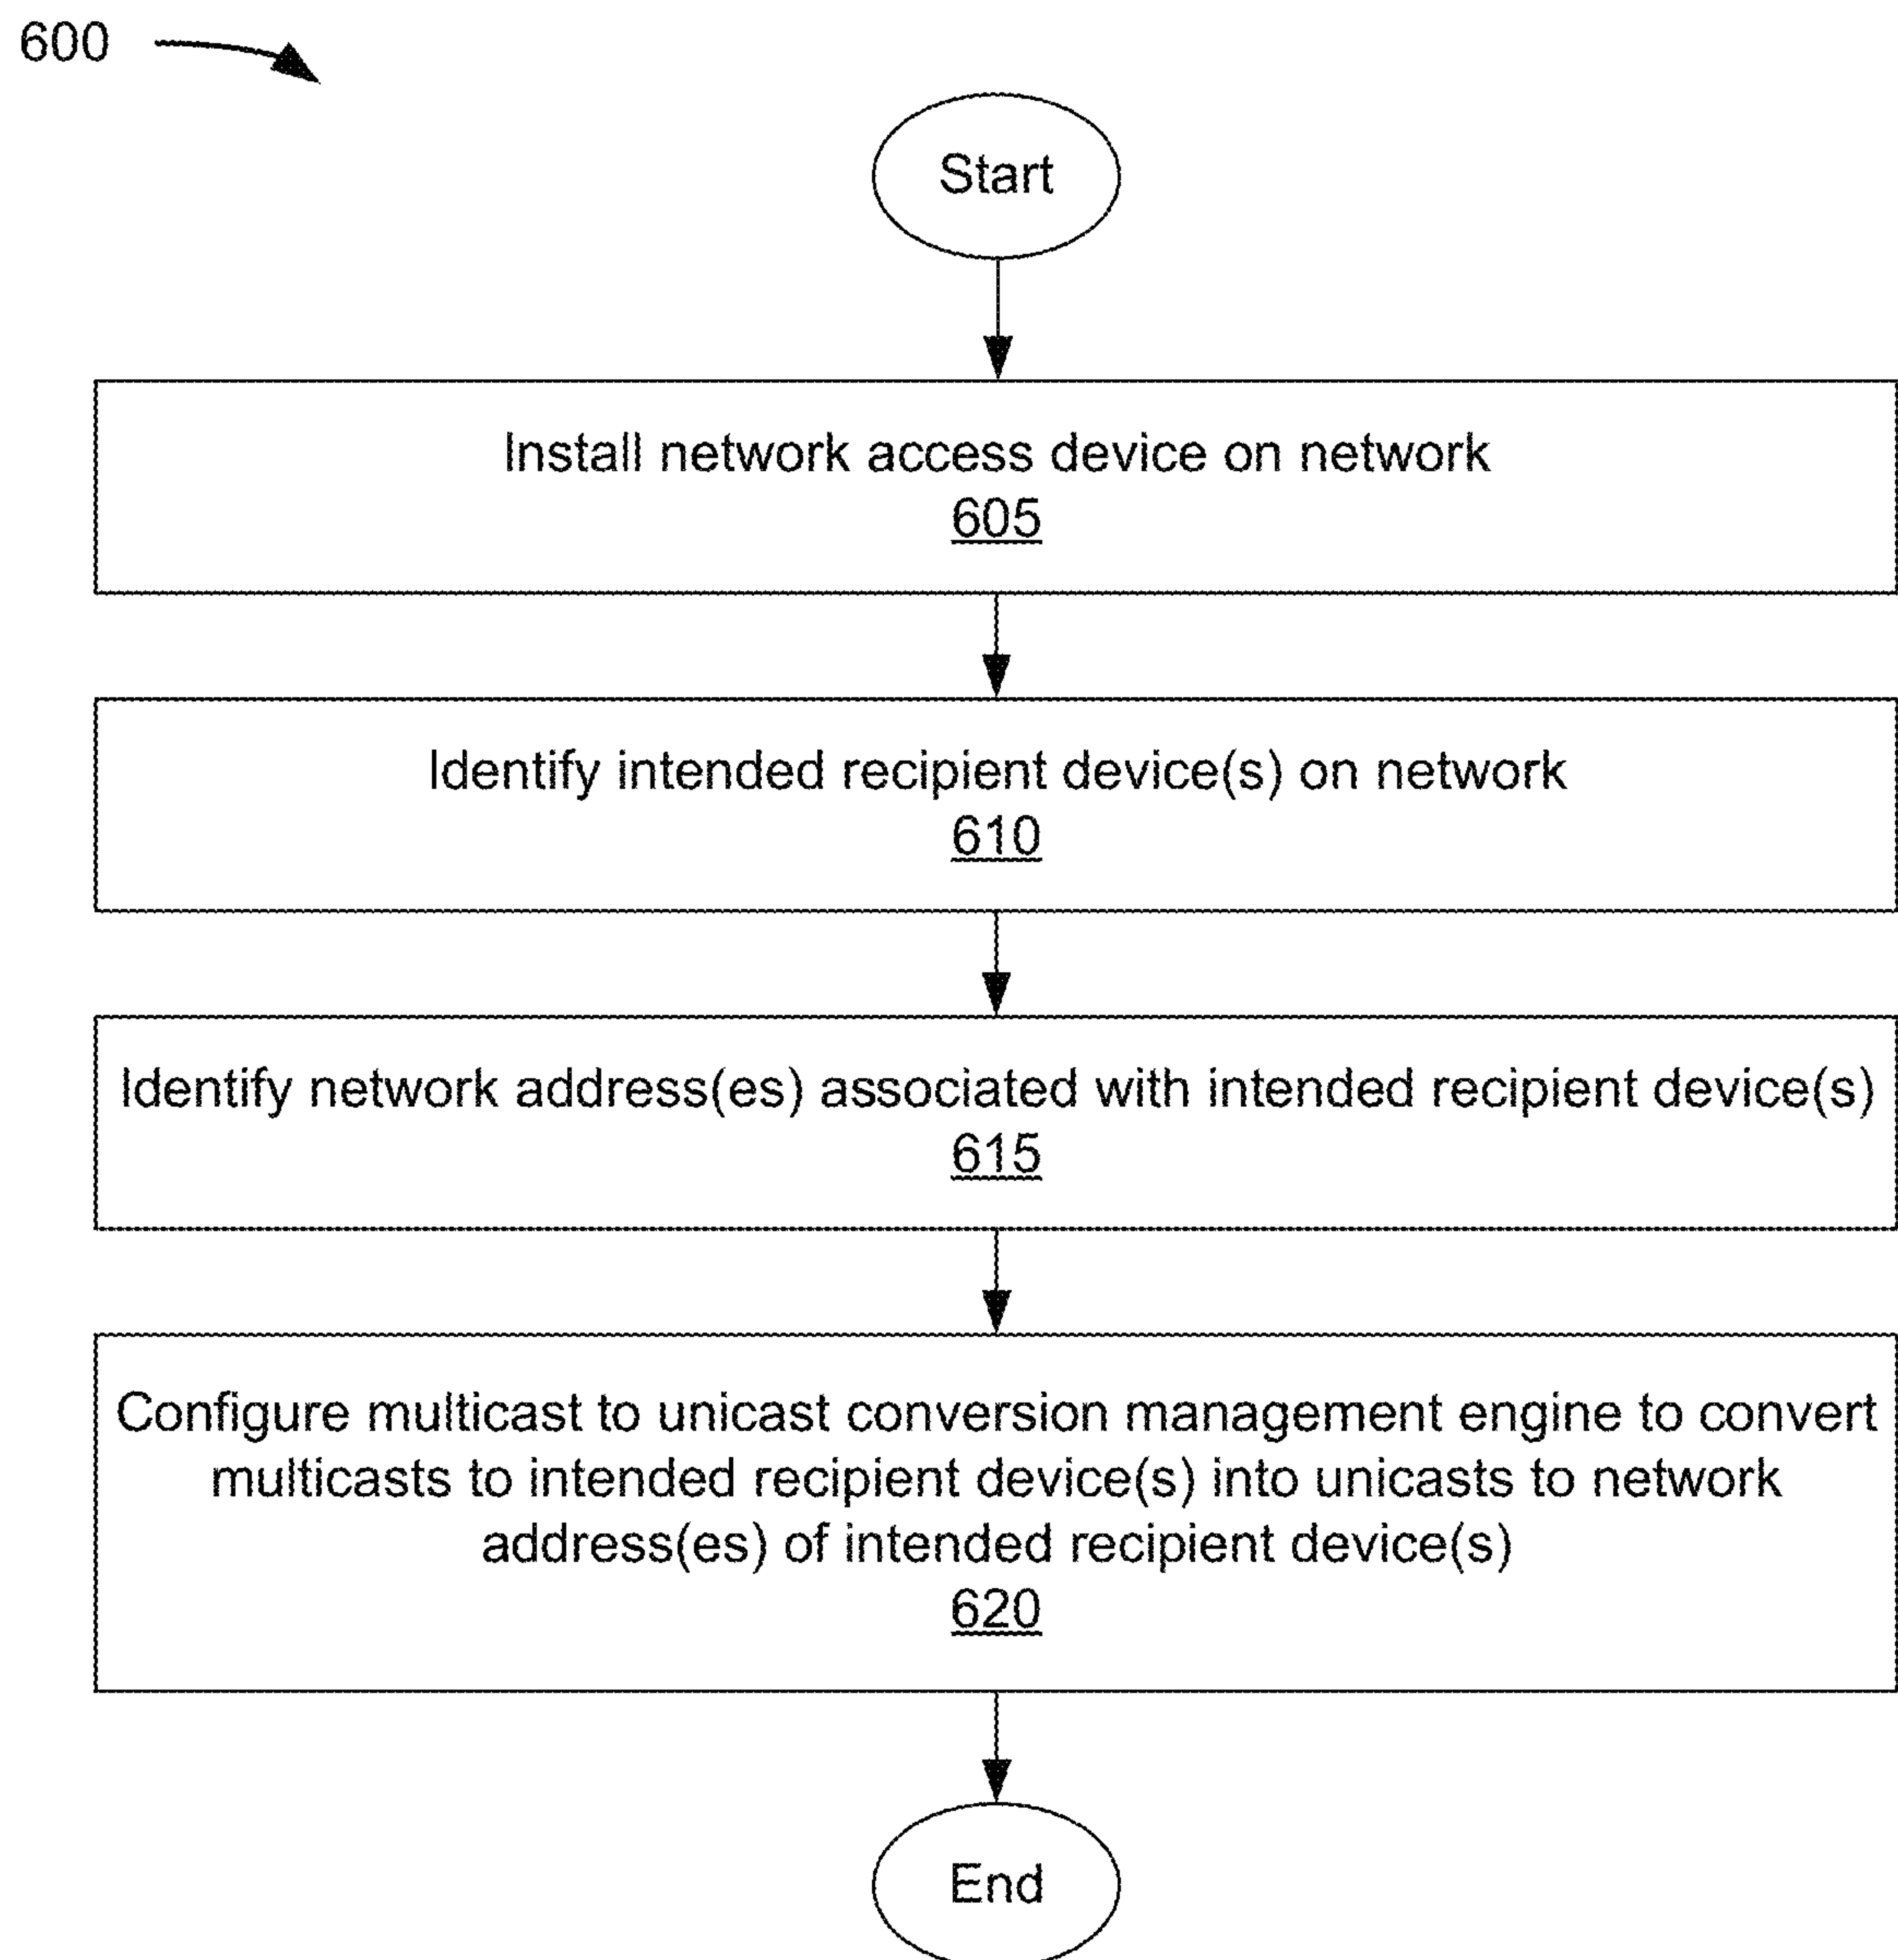 600
Start
Install network access device on network
605
Identify intended recipient device(s) on network
610
Identify network address(es) associated with intended recipient device(s)
615
Configure multicast to unicast conversion management engine to convert
multicasts to intended recipient device(s) into unicasts to network
address(es) of intended recipient device(s)
620
End